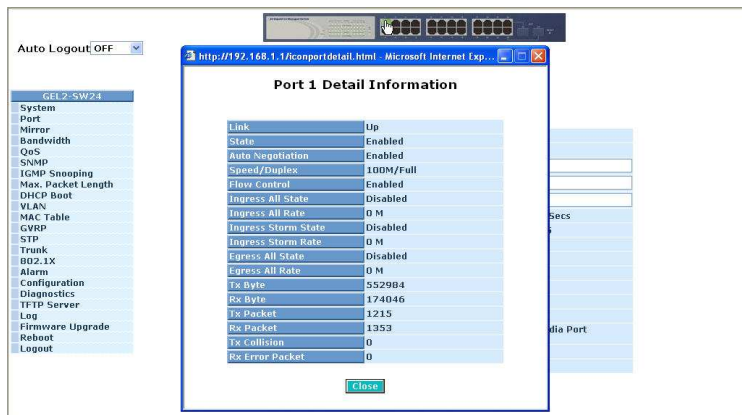 Auto Logout OFF
http://192.168.1.1/iconportdetail.html - Microsoft Internet Exp...
Port 1 Detail Information
GEL2-SW24
System
Port
Mirror
Bandwidth
QoS
SNMP
IGMP Snooping
Max. Packet Length
DHCP Boot
VLAN
MAC Table
GVRP
STP
Trunk
802.1X
Alarm
Configuration
Diagnostics
TFTP Server
Log
Firmware Upgrade
Reboot
Logout
Link Up
State Enabled
Auto Negotiation Enabled
Speed/Duplex 100M/Full
Flow Control Enabled
Ingress All State Disabled
Ingress All Rate 0 M
Ingress Storm State Disabled
Ingress Storm Rate 0 M
Egress All State Disabled
Egress All Rate 0 M
Tx Byte 552984
Rx Byte 174046
Tx Packet 1215
Rx Packet 1353
Tx Collision 0
Rx Error Packet 0
Close
Secs
dia Port